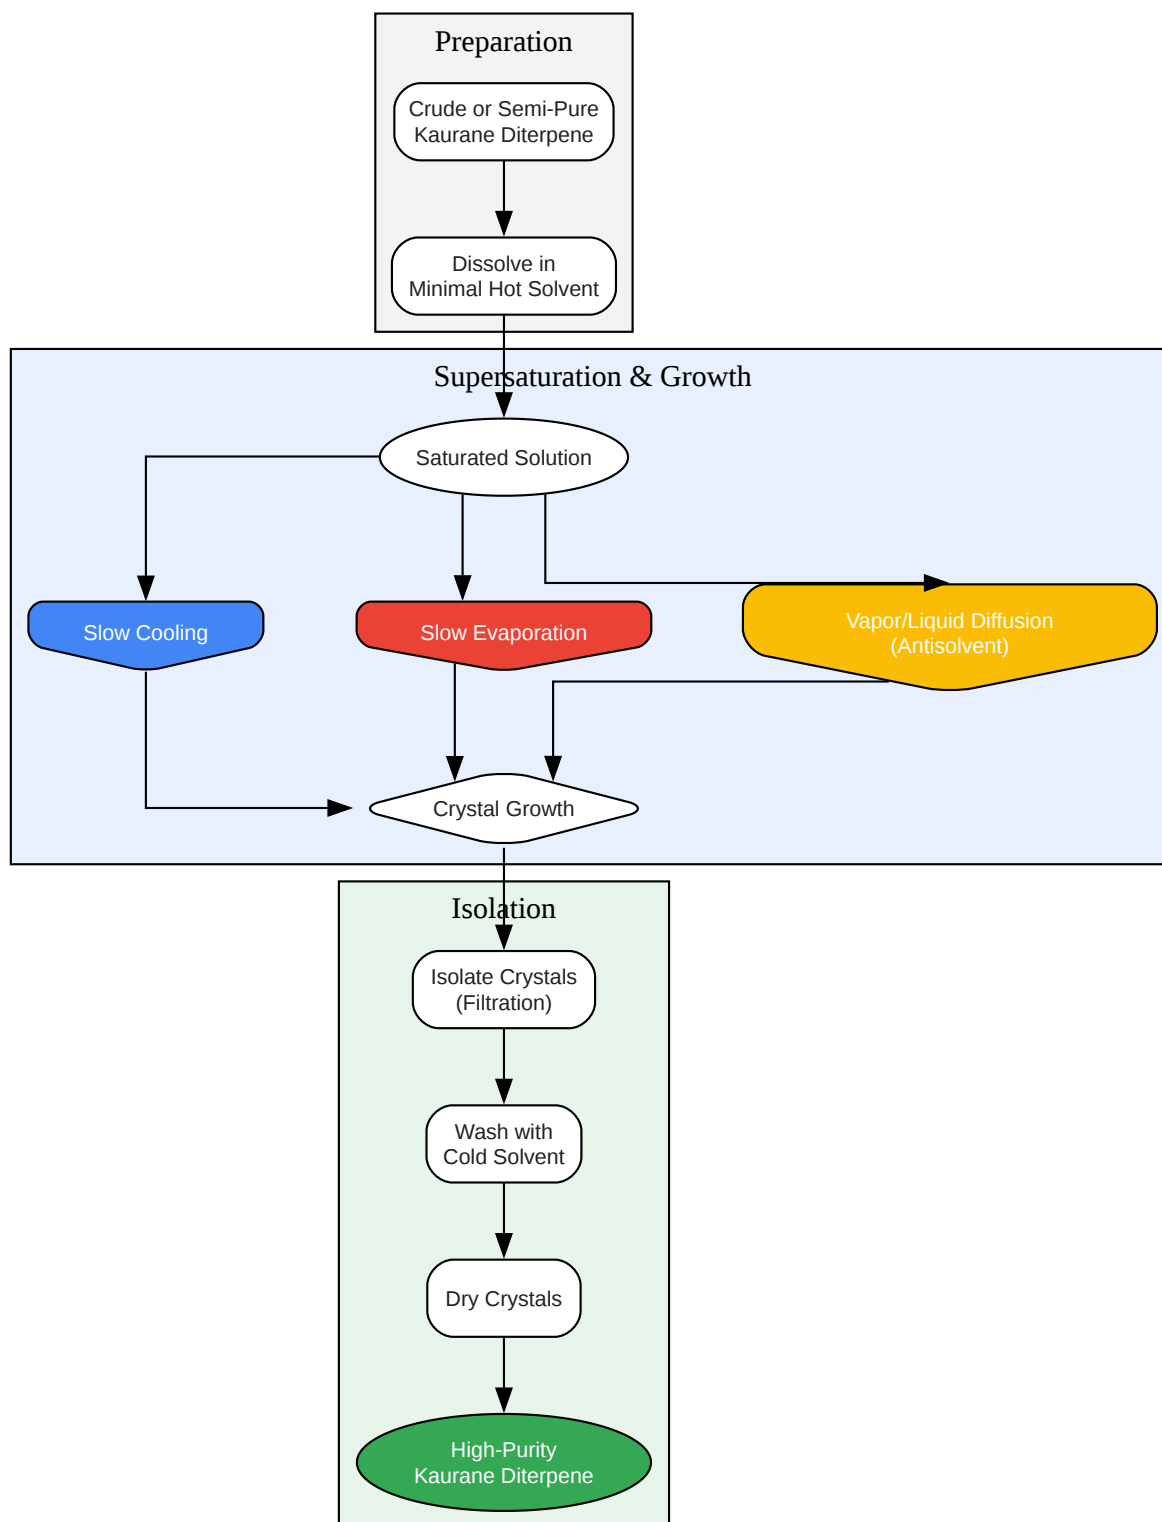 Preparation
Crude or Semi-Pure
Kaurane Diterpene
Dissolve in
Minimal Hot Solvent
Supersaturation & Growth
Saturated Solution
Slow Cooling
Slow Evaporation
Vapor/Liquid Diffusion
(Antisolvent)
Crystal Growth
Isolation
Isolate Crystals
(Filtration)
Wash with
Cold Solvent
Dry Crystals
High-Purity
Kaurane Diterpene